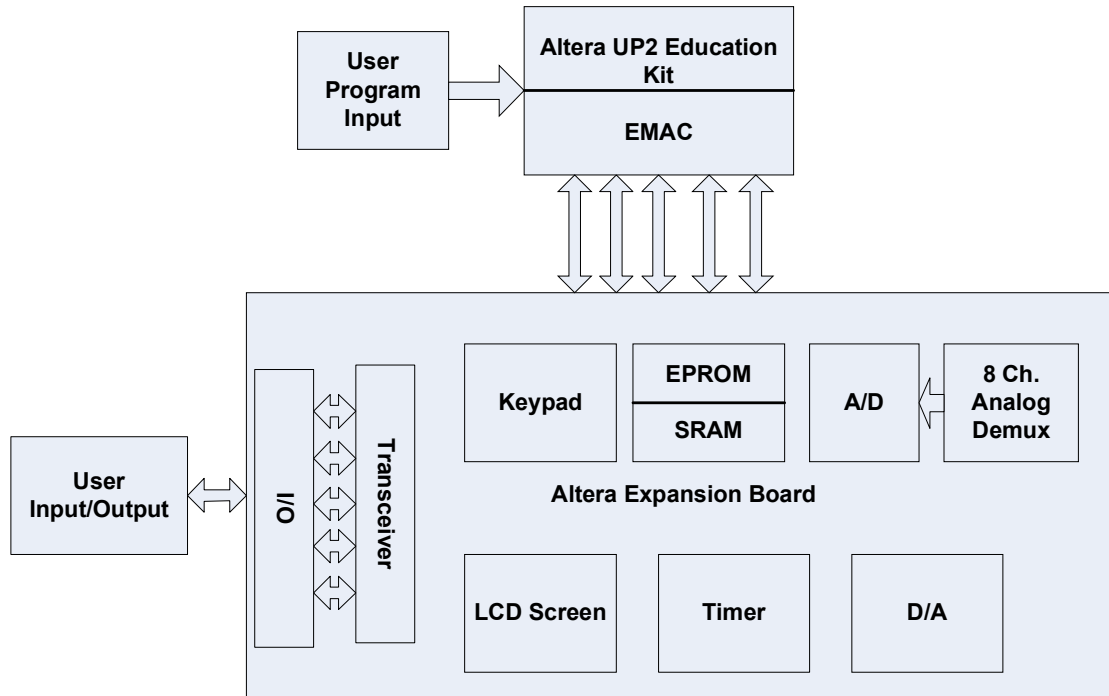 User
Program
Input
Altera UP2 Education
Kit
EMAC
Keypad
EPROM
SRAM
A/D
8 Ch.
Analog
Demux
I/O
Transceiver
User
Input/Output
Altera Expansion Board
LCD Screen
Timer
D/A